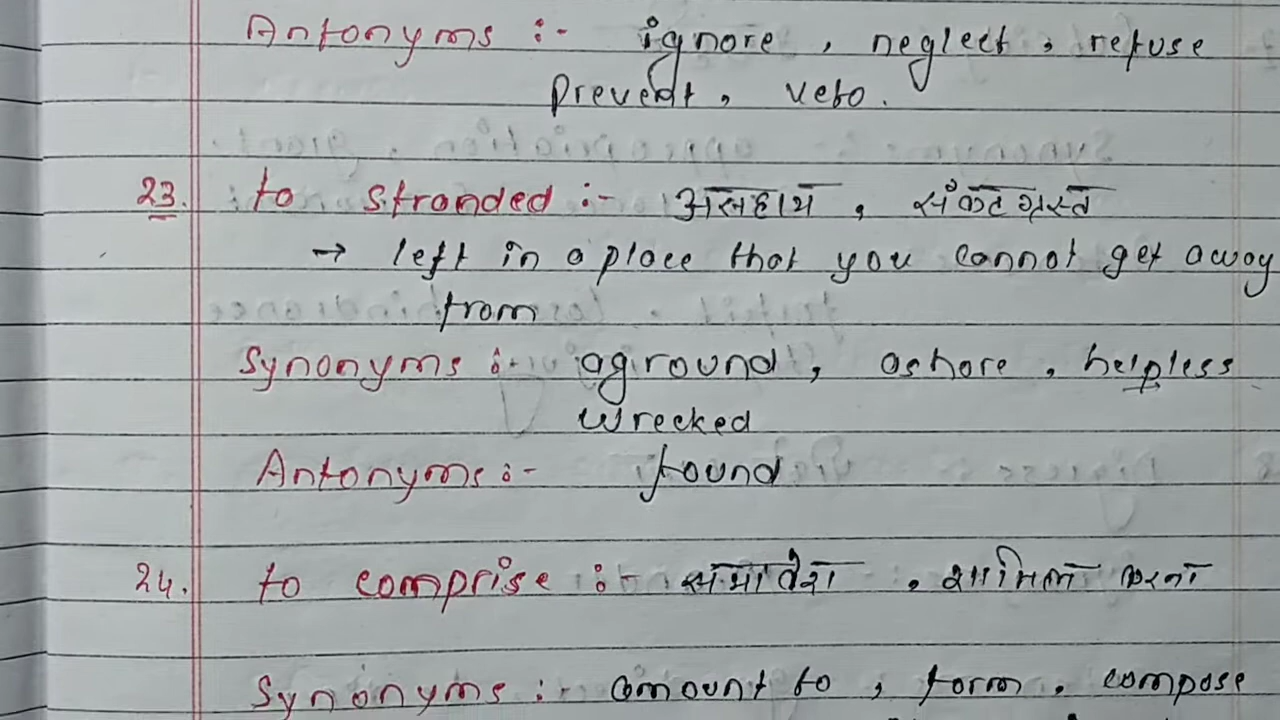 Antonyms :- ignore, neglect, refuse
Prevent, veto.
23. to stranded :- असहाय, संकटग्रस्त
→ left in a place that you cannot get away
from
Synonyms :- aground, ashore, helpless
wrecked
Antonyms :- found
24. to comprise :- समावेश, शामिल करना
Synonyms :- amount to, form, compose